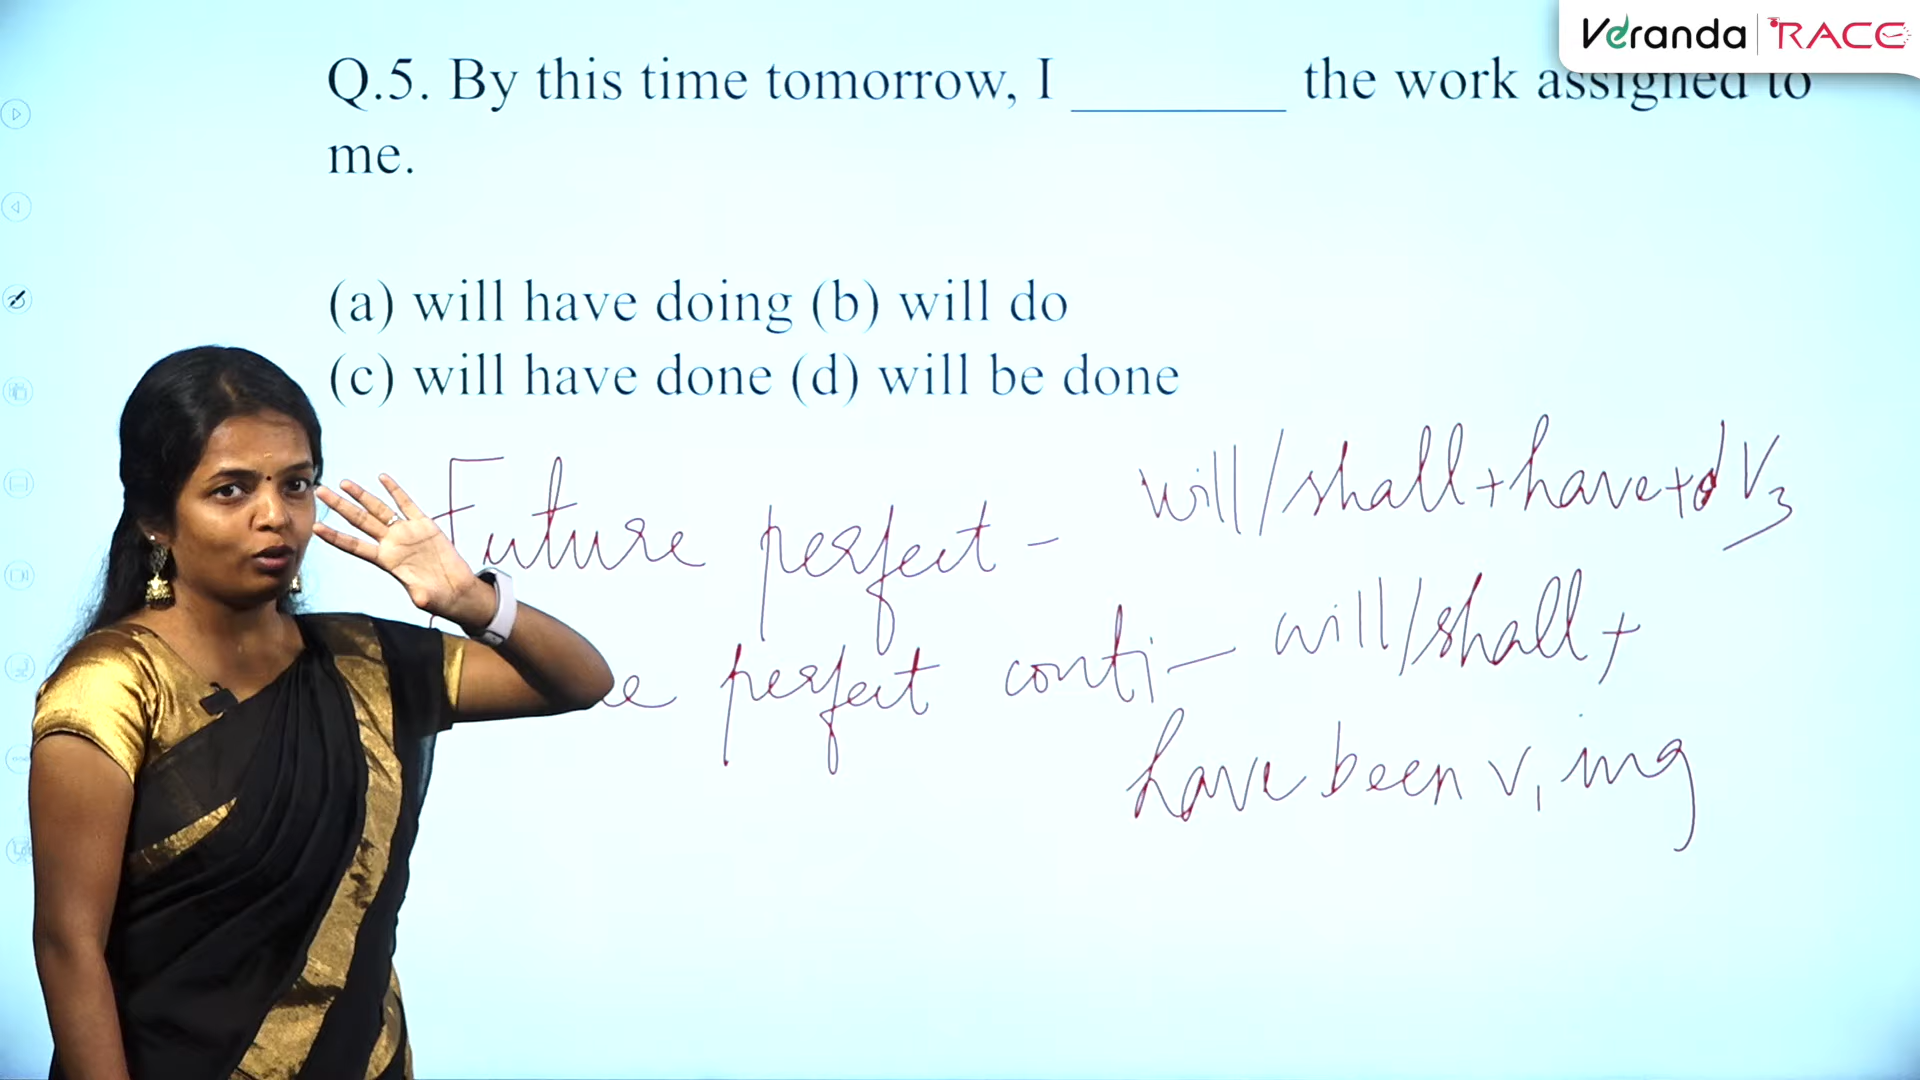 Veranda RACE
Q.5. By this time tomorrow, I ________ the work assigned to
me.
(a) will have doing (b) will do
(c) will have done (d) will be done
Future perfect - will/shall+have+d V3
perfect conti - will/shall+
have been v1 ing